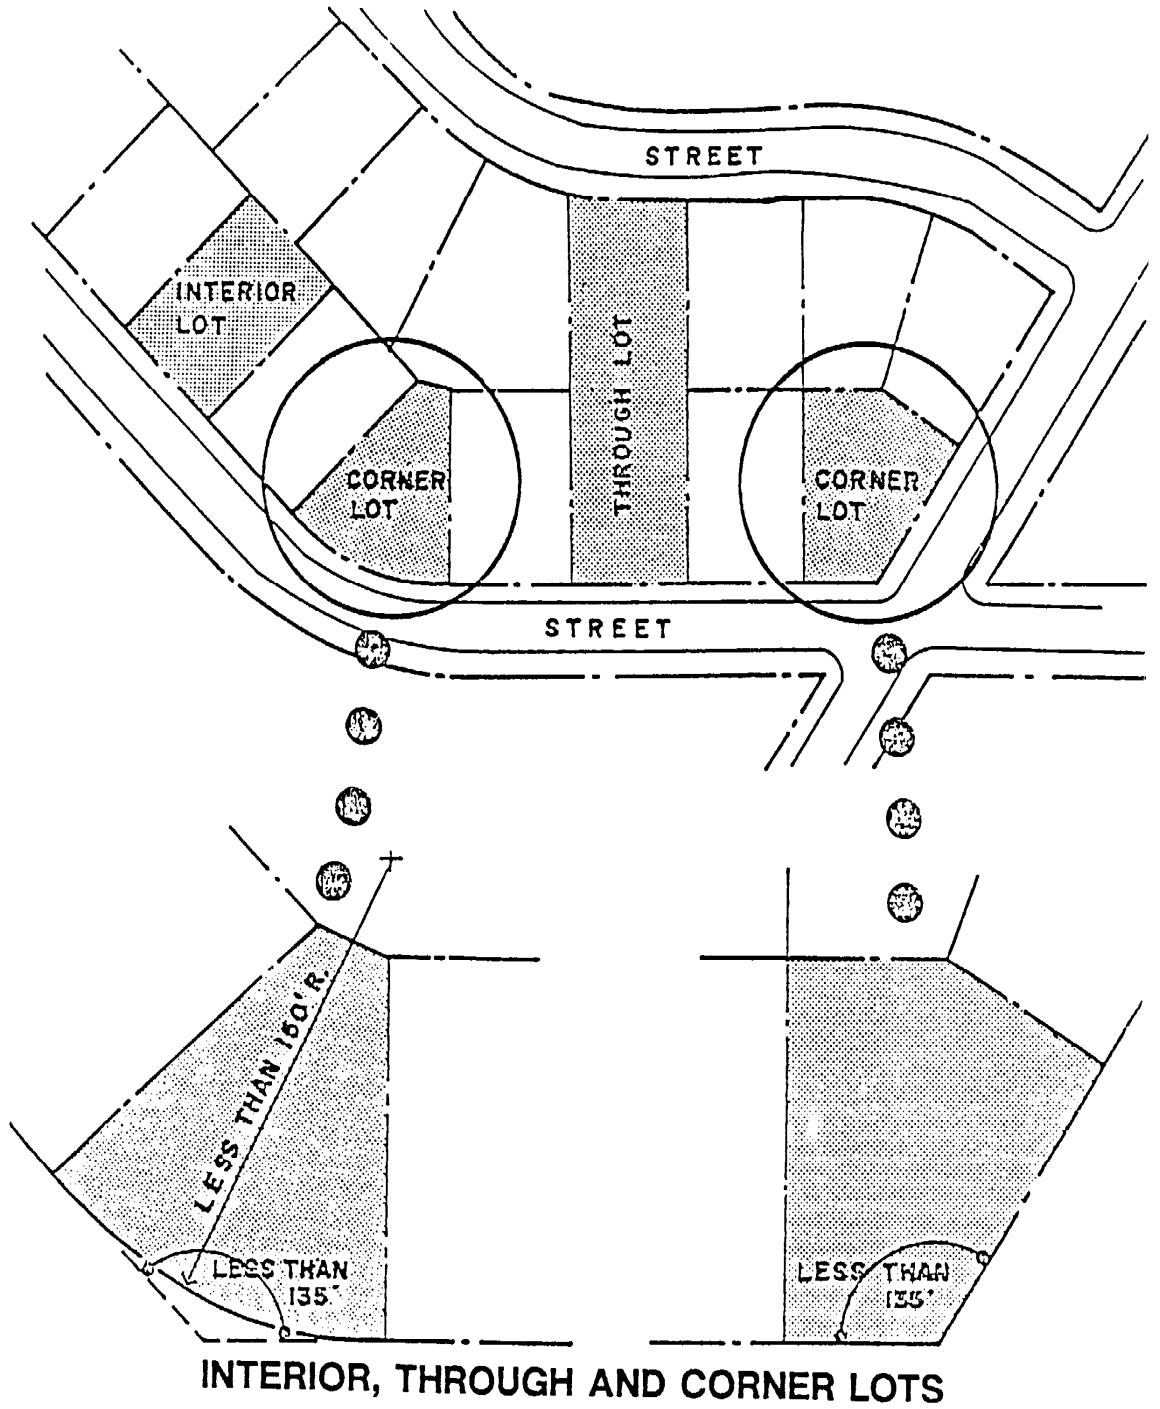 STREET
INTERIOR
LOT
THROUGH LOT
CORNER
LOT
CORNER
LOT
STREET
LESS THAN 150' R.
LESS THAN
135°
LESS THAN
135°
INTERIOR, THROUGH AND CORNER LOTS